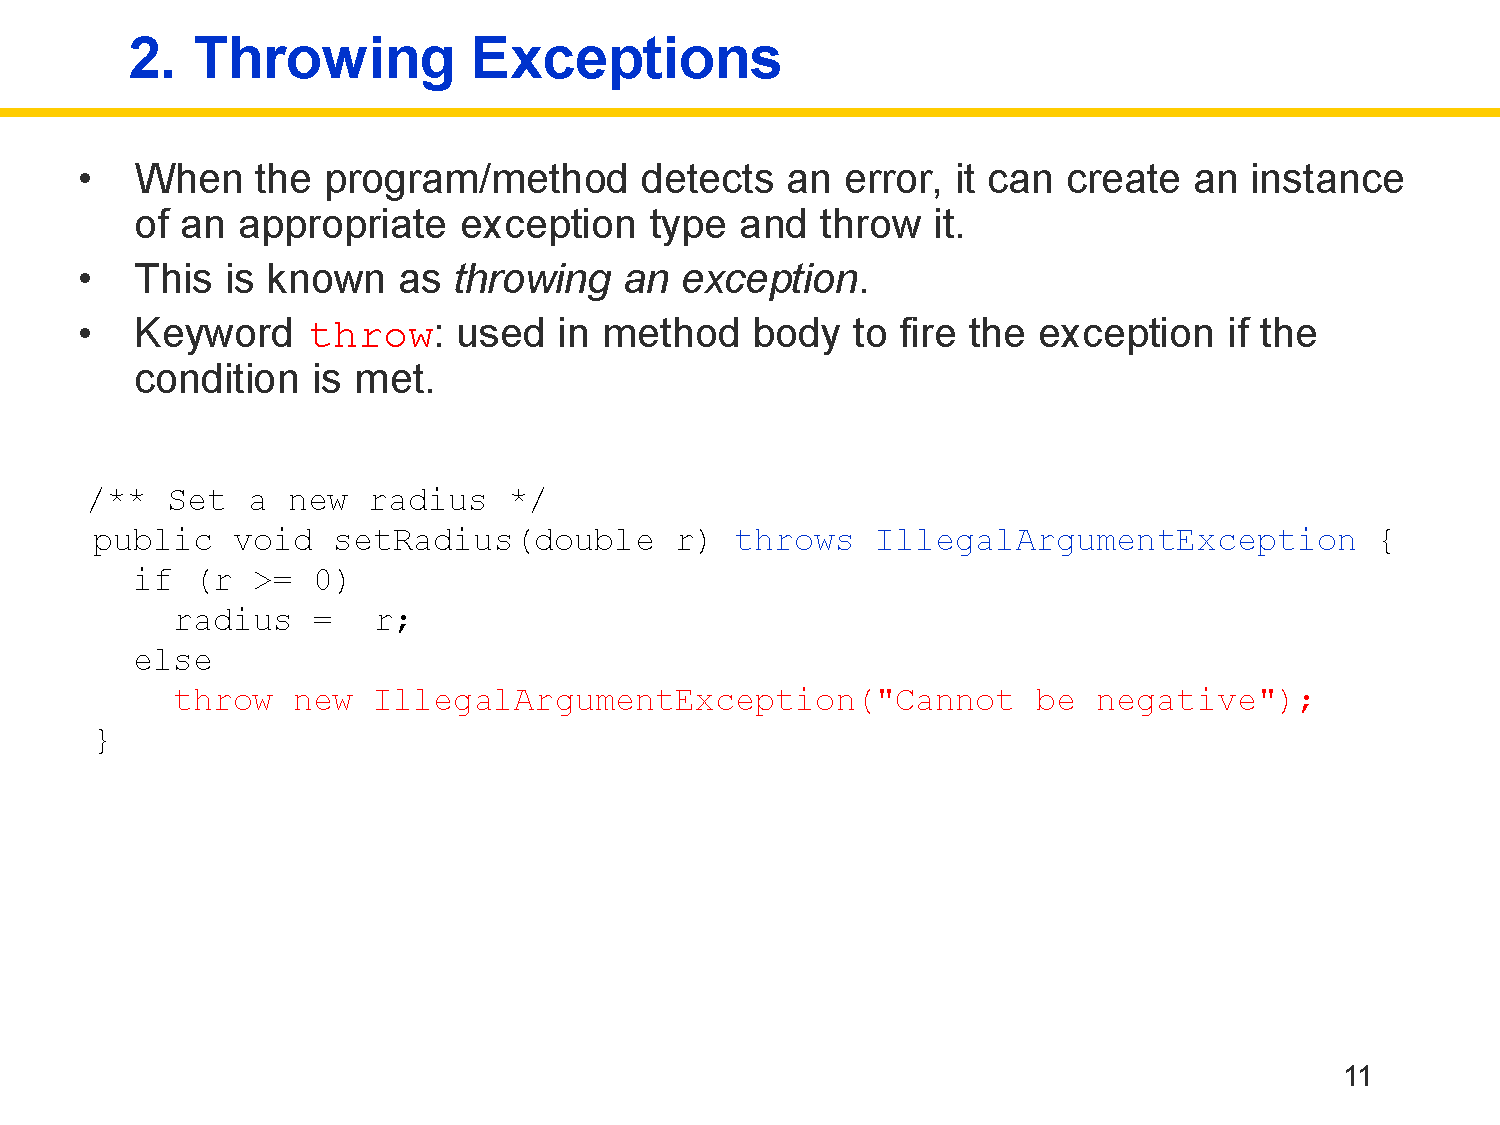 2. Throwing Exceptions
• When the program/method detects an error, it can create an instance
of an appropriate exception type and throw it.
• This is known as throwing an exception.
• Keyword throw: used in method body to fire the exception if the
condition is met.
/** Set a new radius */
public void setRadius(double r) throws IllegalArgumentException {
if (r >= 0)
radius = r;
else
throw new IllegalArgumentException("Cannot be negative");
}
11